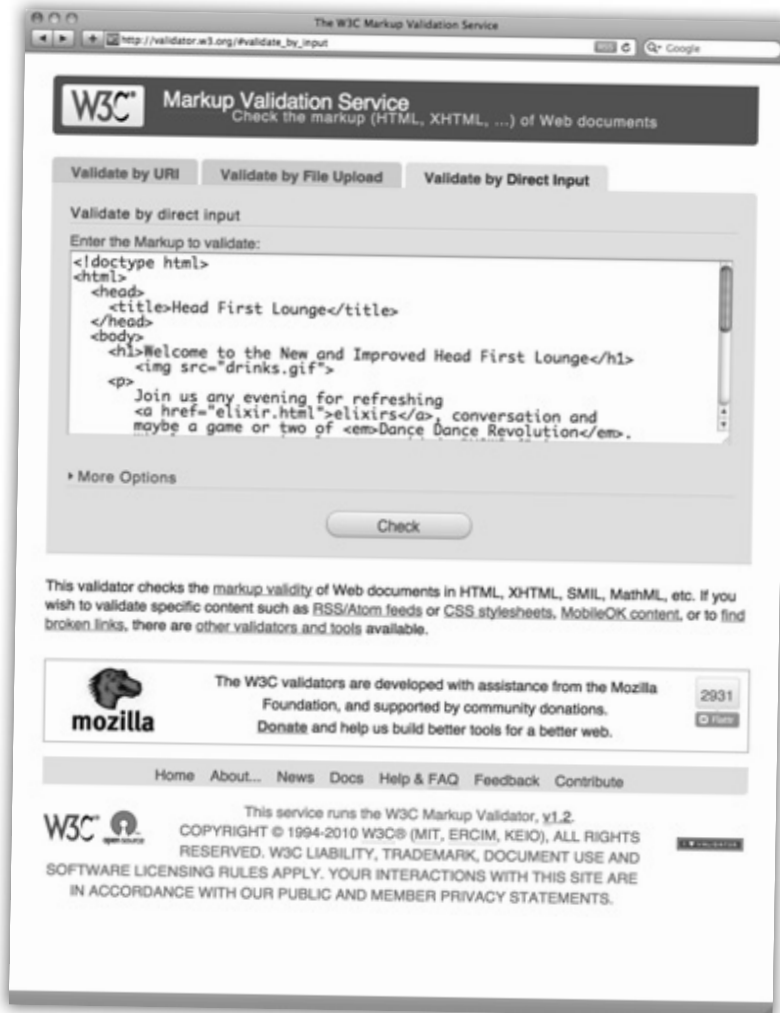 The W3C Markup Validation Service
http://validator.w3.org/#validate_by_input
RSS
Google
W3C® Markup Validation Service
Check the markup (HTML, XHTML, ...) of Web documents
Validate by URI Validate by File Upload Validate by Direct Input
Validate by direct input
Enter the Markup to validate:
<!doctype html>
<html>
<head>
<title>Head First Lounge</title>
</head>
<body>
<h1>Welcome to the New and Improved Head First Lounge</h1>
<img src="drinks.gif">
<p>
Join us any evening for refreshing
<a href="elixir.html">elixirs</a>, conversation and
maybe a game or two of <em>Dance Dance Revolution</em>.
More Options
Check
This validator checks the markup validity of Web documents in HTML, XHTML, SMIL, MathML, etc. If you
wish to validate specific content such as RSS/Atom feeds or CSS stylesheets, MobileOK content, or to find
broken links, there are other validators and tools available.
mozilla
The W3C validators are developed with assistance from the Mozilla
Foundation, and supported by community donations.
Donate and help us build better tools for a better web.
2931
Flattr
Home About... News Docs Help & FAQ Feedback Contribute
W3C® open source
This service runs the W3C Markup Validator, v1.2.
COPYRIGHT © 1994-2010 W3C® (MIT, ERCIM, KEIO), ALL RIGHTS
RESERVED. W3C LIABILITY, TRADEMARK, DOCUMENT USE AND
SOFTWARE LICENSING RULES APPLY. YOUR INTERACTIONS WITH THIS SITE ARE
IN ACCORDANCE WITH OUR PUBLIC AND MEMBER PRIVACY STATEMENTS.